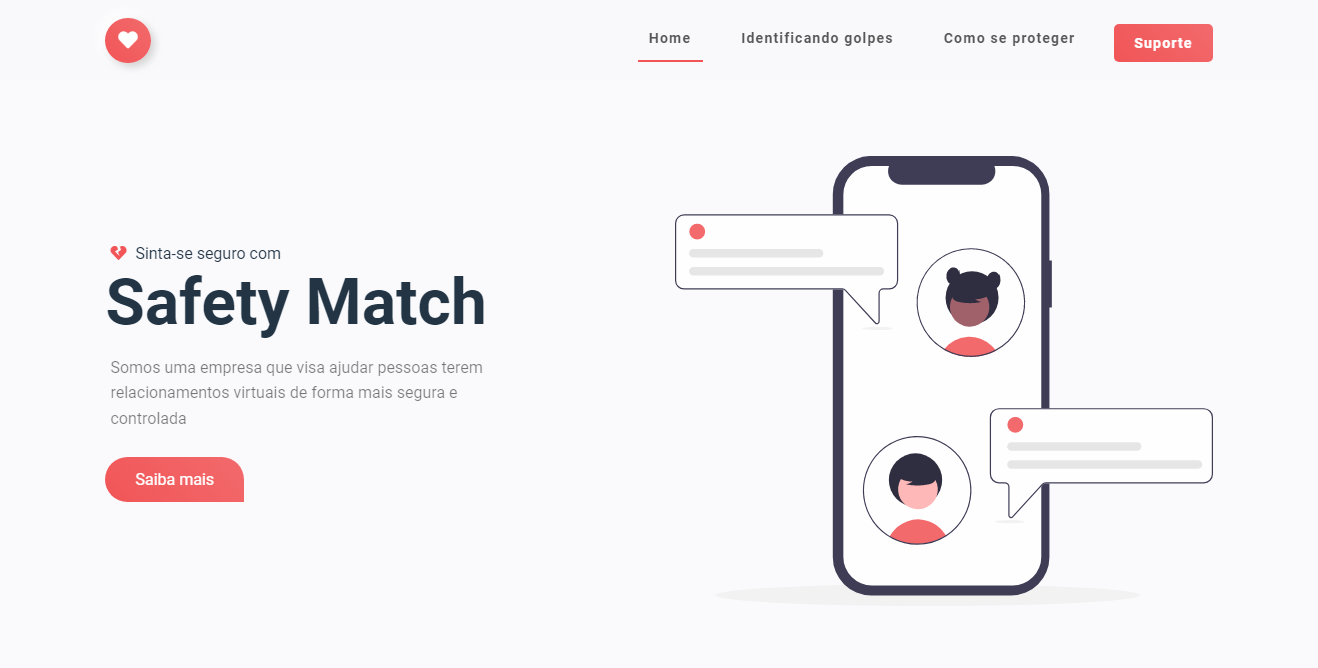 Home
Identificando golpes
Como se proteger
Suporte
Sinta-se seguro com
Safety Match
Somos uma empresa que visa ajudar pessoas terem
relacionamentos virtuais de forma mais segura e
controlada
Saiba mais